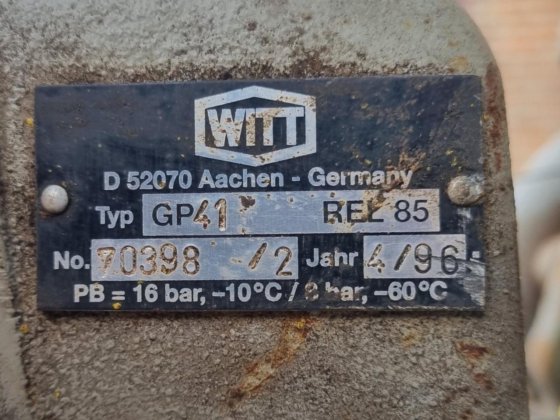 WITT
D 52070 Aachen - Germany
Typ GP41 REL 85
No. 70398 /2 Jahr 4/96
PB = 16 bar, -10°C / 8 bar, -60°C